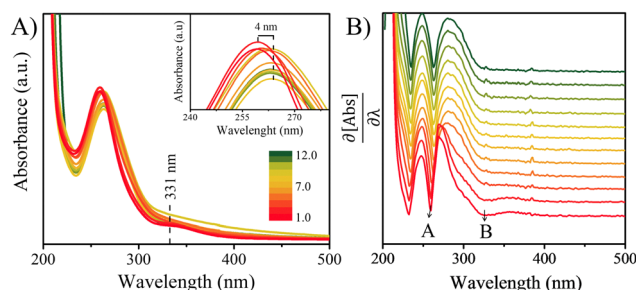 A)
Absorbance (a.u.)
4 nm
Absorbance (a.u)
240 255 270
Wavelenght (nm)
331 nm
12.0
7.0
1.0
200 300 400 500
Wavelength (nm)
B)
∂[Abs]
∂λ
A B
200 300 400 500
Wavelength (nm)